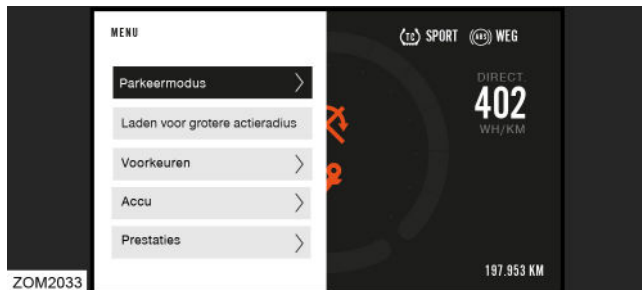 MENU
Parkeermodus
Laden voor grotere actieradius
Voorkeuren
Accu
Prestaties
TC SPORT ABS WEG
DIRECT.
402
WH/KM
197.953 KM
ZOM2033